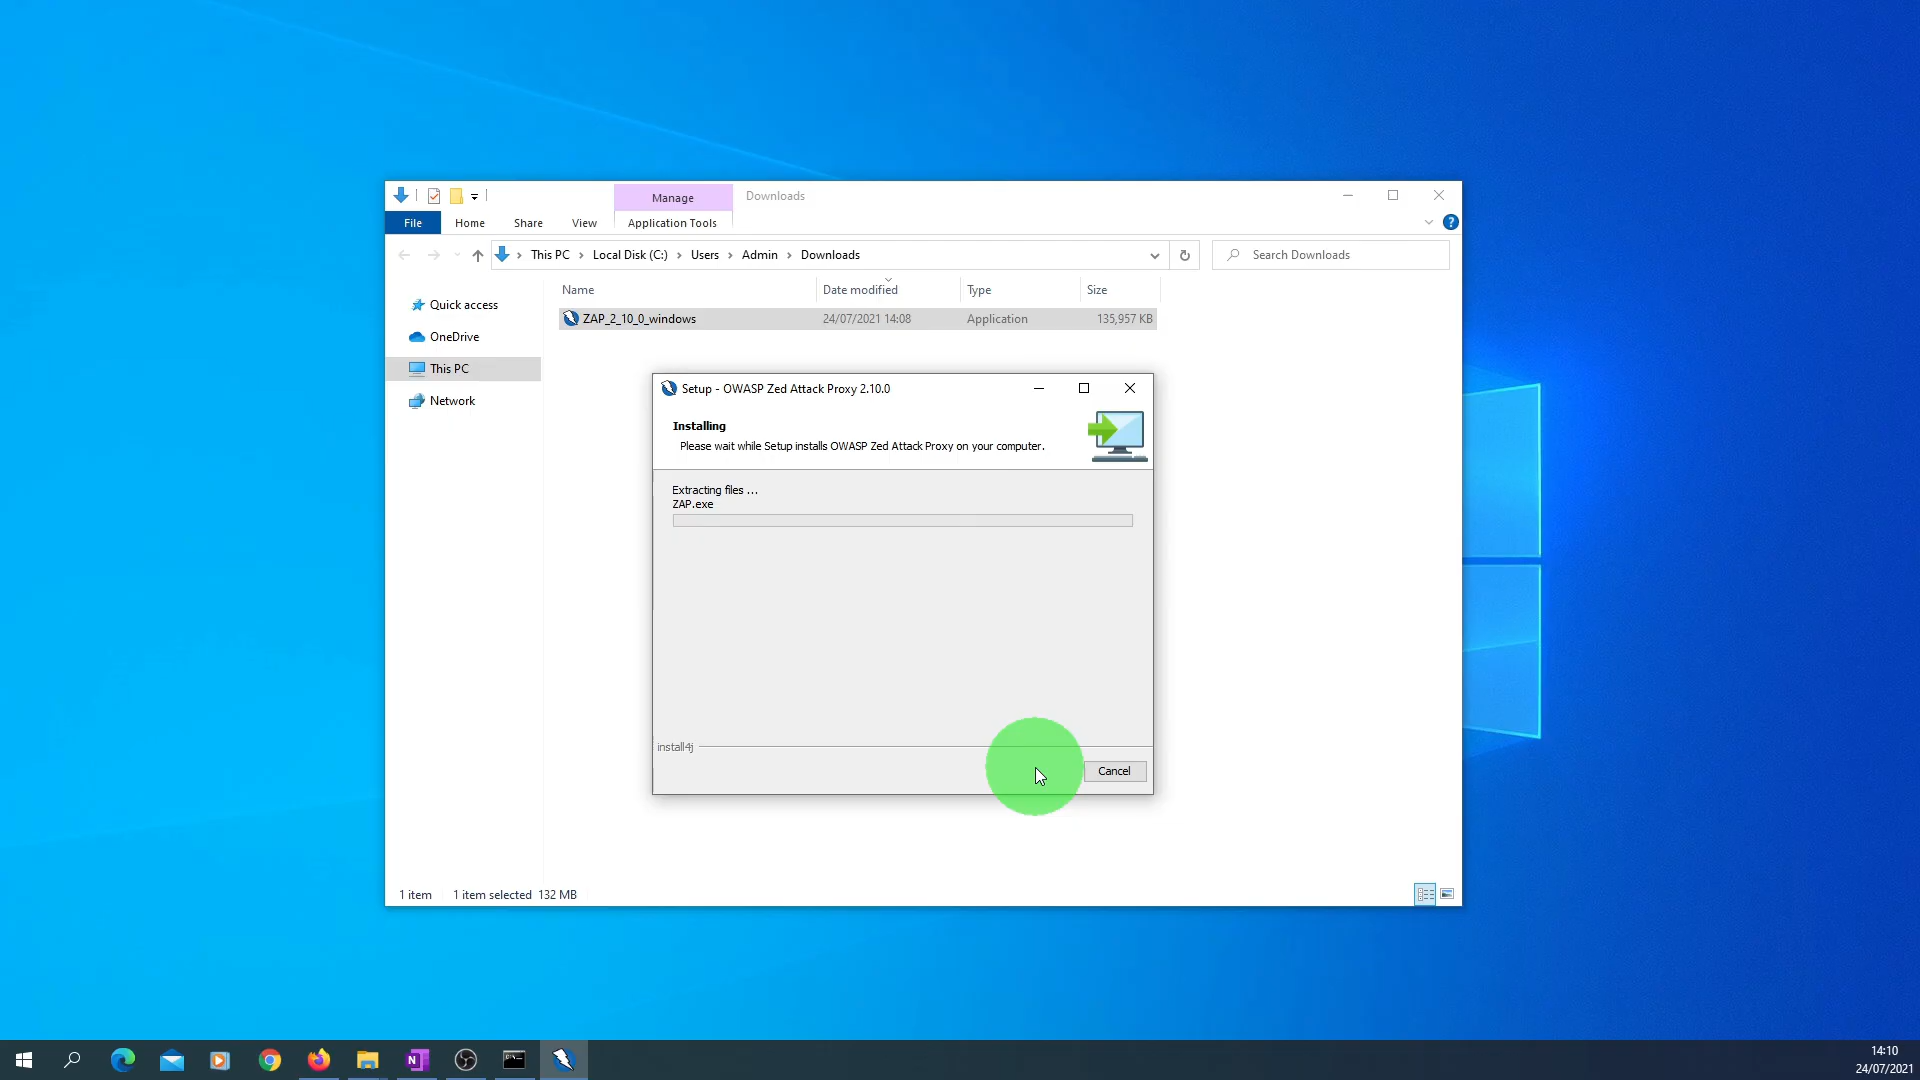 Manage
Downloads
File
Home
Share
View
Application Tools
?
This PC
Local Disk (C:)
Users
Admin
Downloads
Search Downloads
Name
Date modified
Type
Size
Quick access
OneDrive
This PC
Network
ZAP_2_10_0_windows
24/07/2021 14:08
Application
135,957 KB
Setup - OWASP Zed Attack Proxy 2.10.0
Installing
Please wait while Setup installs OWASP Zed Attack Proxy on your computer.
Extracting files ...
ZAP.exe
install4j
Cancel
1 item
1 item selected
132 MB
N
14:10
24/07/2021